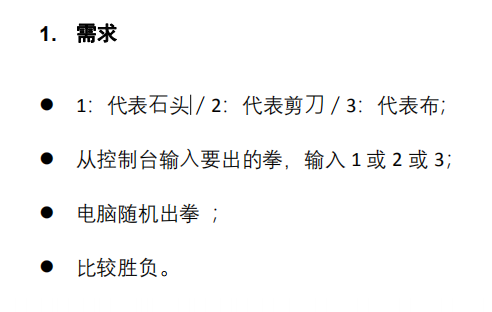 1. 需求
● 1：代表石头/ 2：代表剪刀 / 3：代表布；
● 从控制台输入要出的拳，输入 1 或 2 或 3；
● 电脑随机出拳 ；
● 比较胜负。